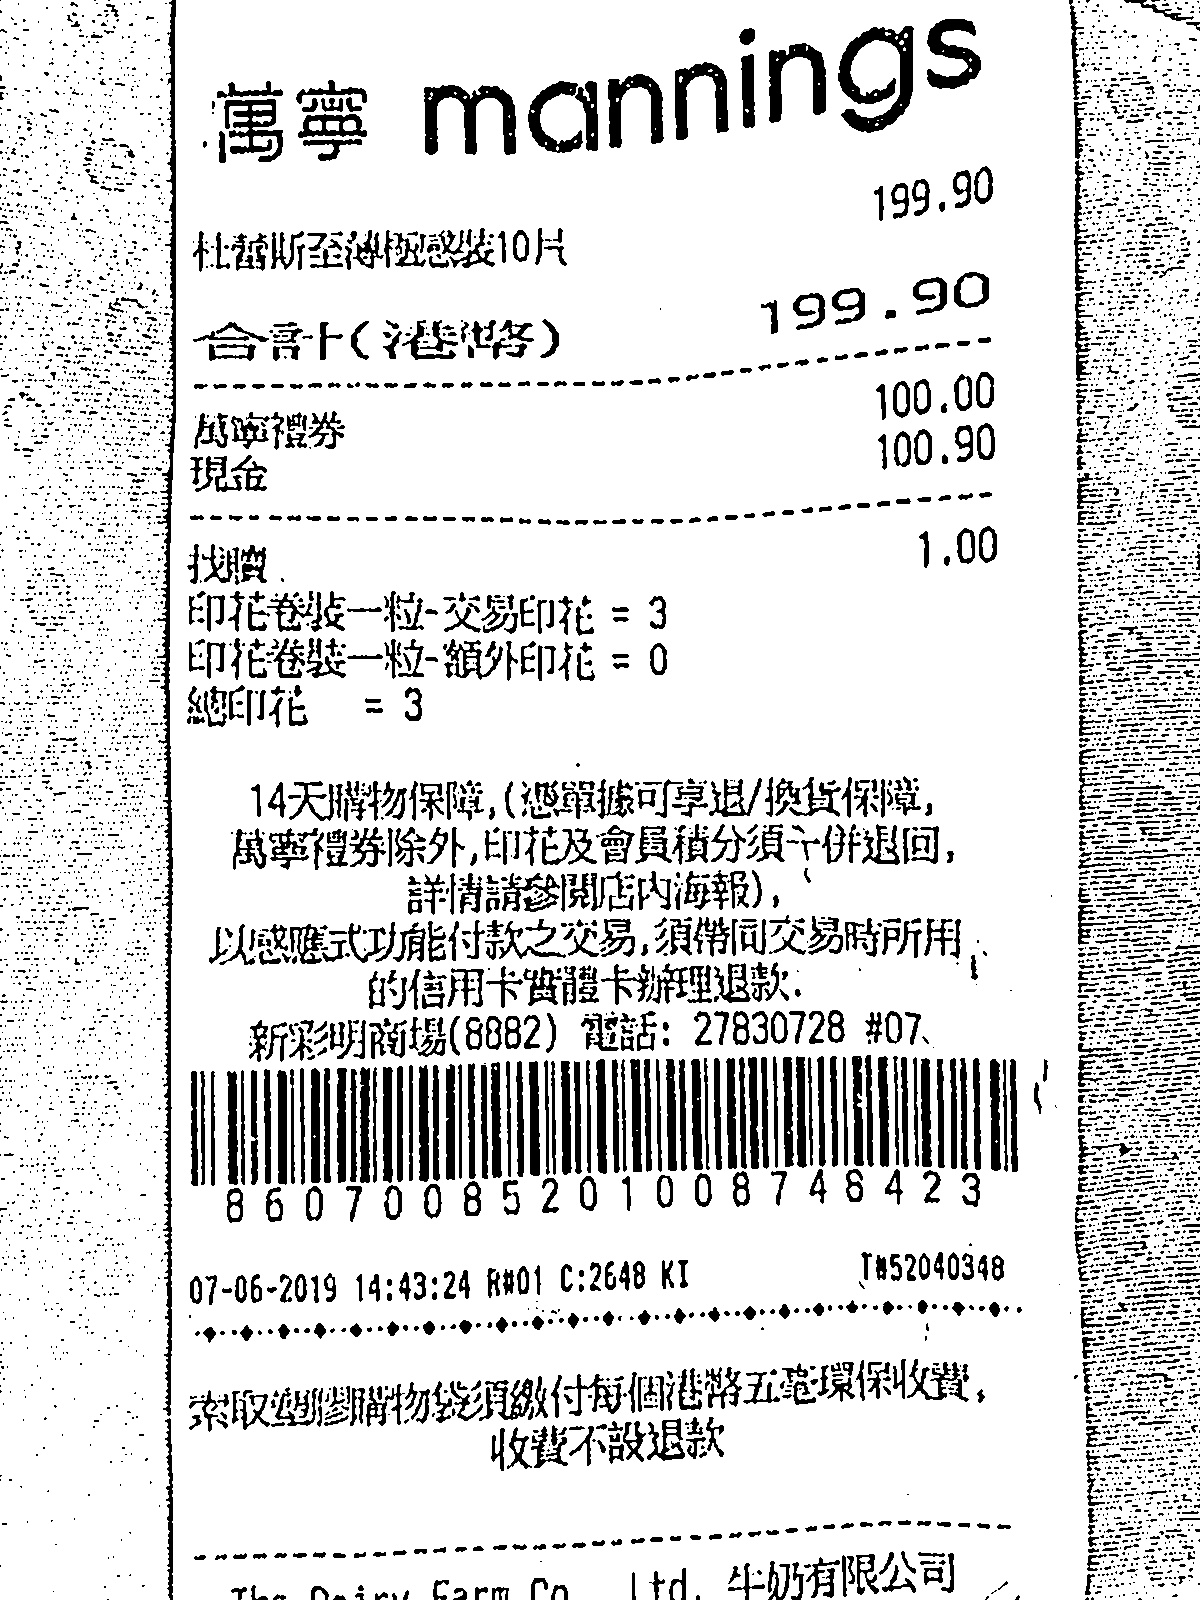 萬寧 mannings
199.90
杜蕾斯至薄極感裝10片
合計(港幣) 199.90
萬寧禮券 100.00
現金 100.90
找贖 1.00
印花卷裝一粒-交易印花 = 3
印花卷裝一粒-額外印花 = 0
總印花 = 3
14天購物保障,(憑單據可享退/換貨保障,
萬寧禮券除外,印花及會員積分須一併退回,
詳情請參閱店內海報),
以感應式功能付款之交易,須帶同交易時所用
的信用卡實體卡辦理退款.
新彩明商場(8882) 電話: 27830728 #07
86070085201008746423
07-06-2019 14:43:24 R#01 C:2648 KI T#52040348
索取塑膠購物袋須繳付每個港幣五毫環保收費,
收費不設退款
The Dairy Farm Co., Ltd. 牛奶有限公司